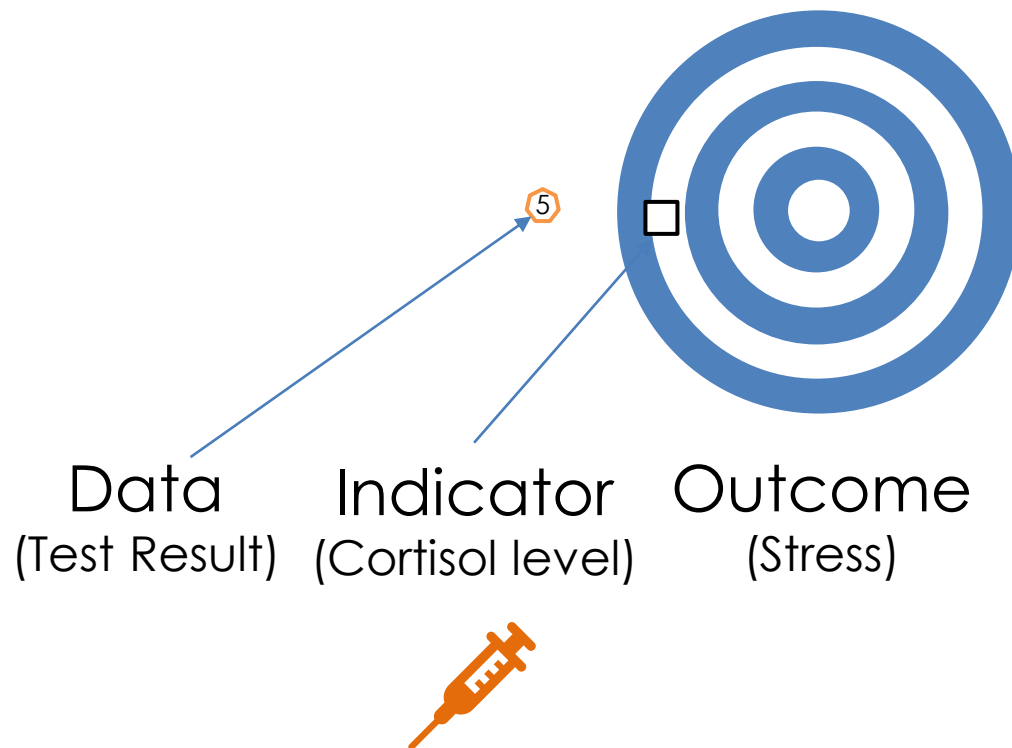 5
Data
(Test Result)
Indicator
(Cortisol level)
Outcome
(Stress)